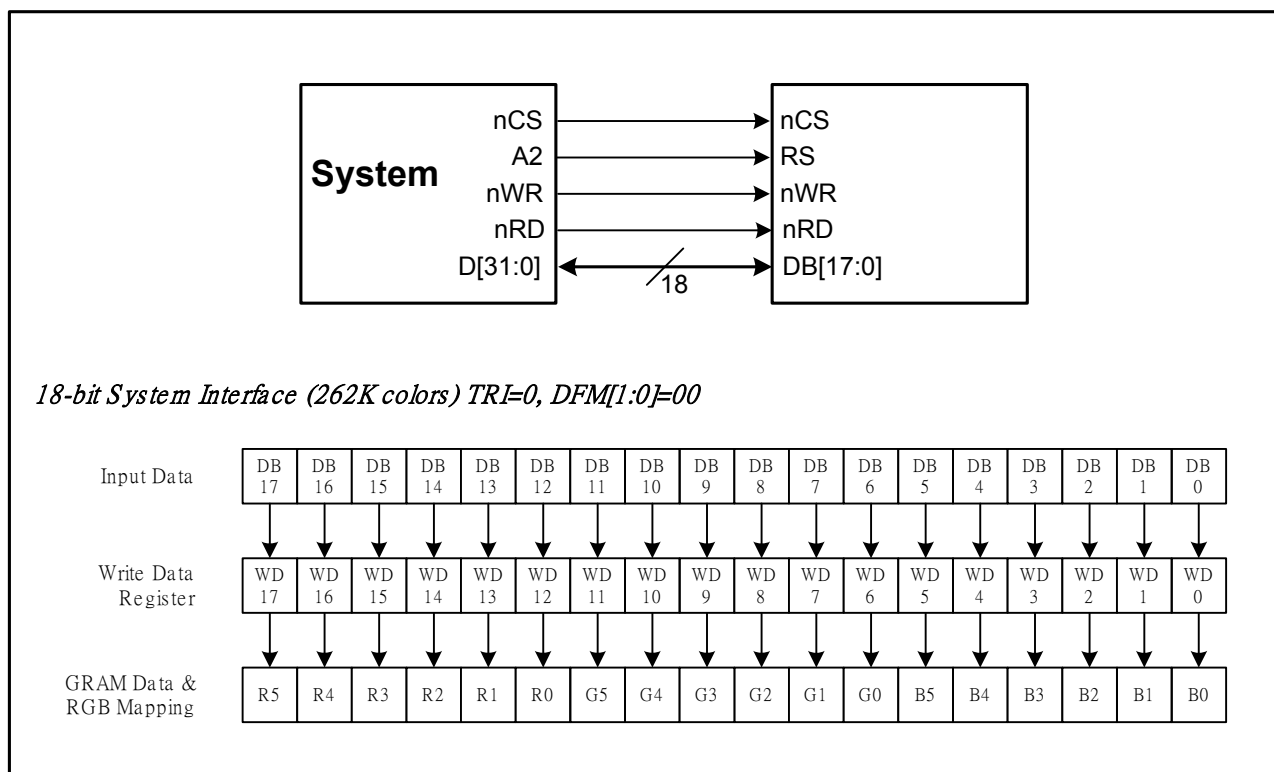 nCS nCS
System A2 RS
nWR nWR
nRD nRD
D[31:0] 18 DB[17:0]
18-bit System Interface (262K colors) TRI=0, DFM[1:0]=00
Input Data DB 17 DB 16 DB 15 DB 14 DB 13 DB 12 DB 11 DB 10 DB 9 DB 8 DB 7 DB 6 DB 5 DB 4 DB 3 DB 2 DB 1 DB 0
Write Data Register WD 17 WD 16 WD 15 WD 14 WD 13 WD 12 WD 11 WD 10 WD 9 WD 8 WD 7 WD 6 WD 5 WD 4 WD 3 WD 2 WD 1 WD 0
GRAM Data & RGB Mapping R5 R4 R3 R2 R1 R0 G5 G4 G3 G2 G1 G0 B5 B4 B3 B2 B1 B0